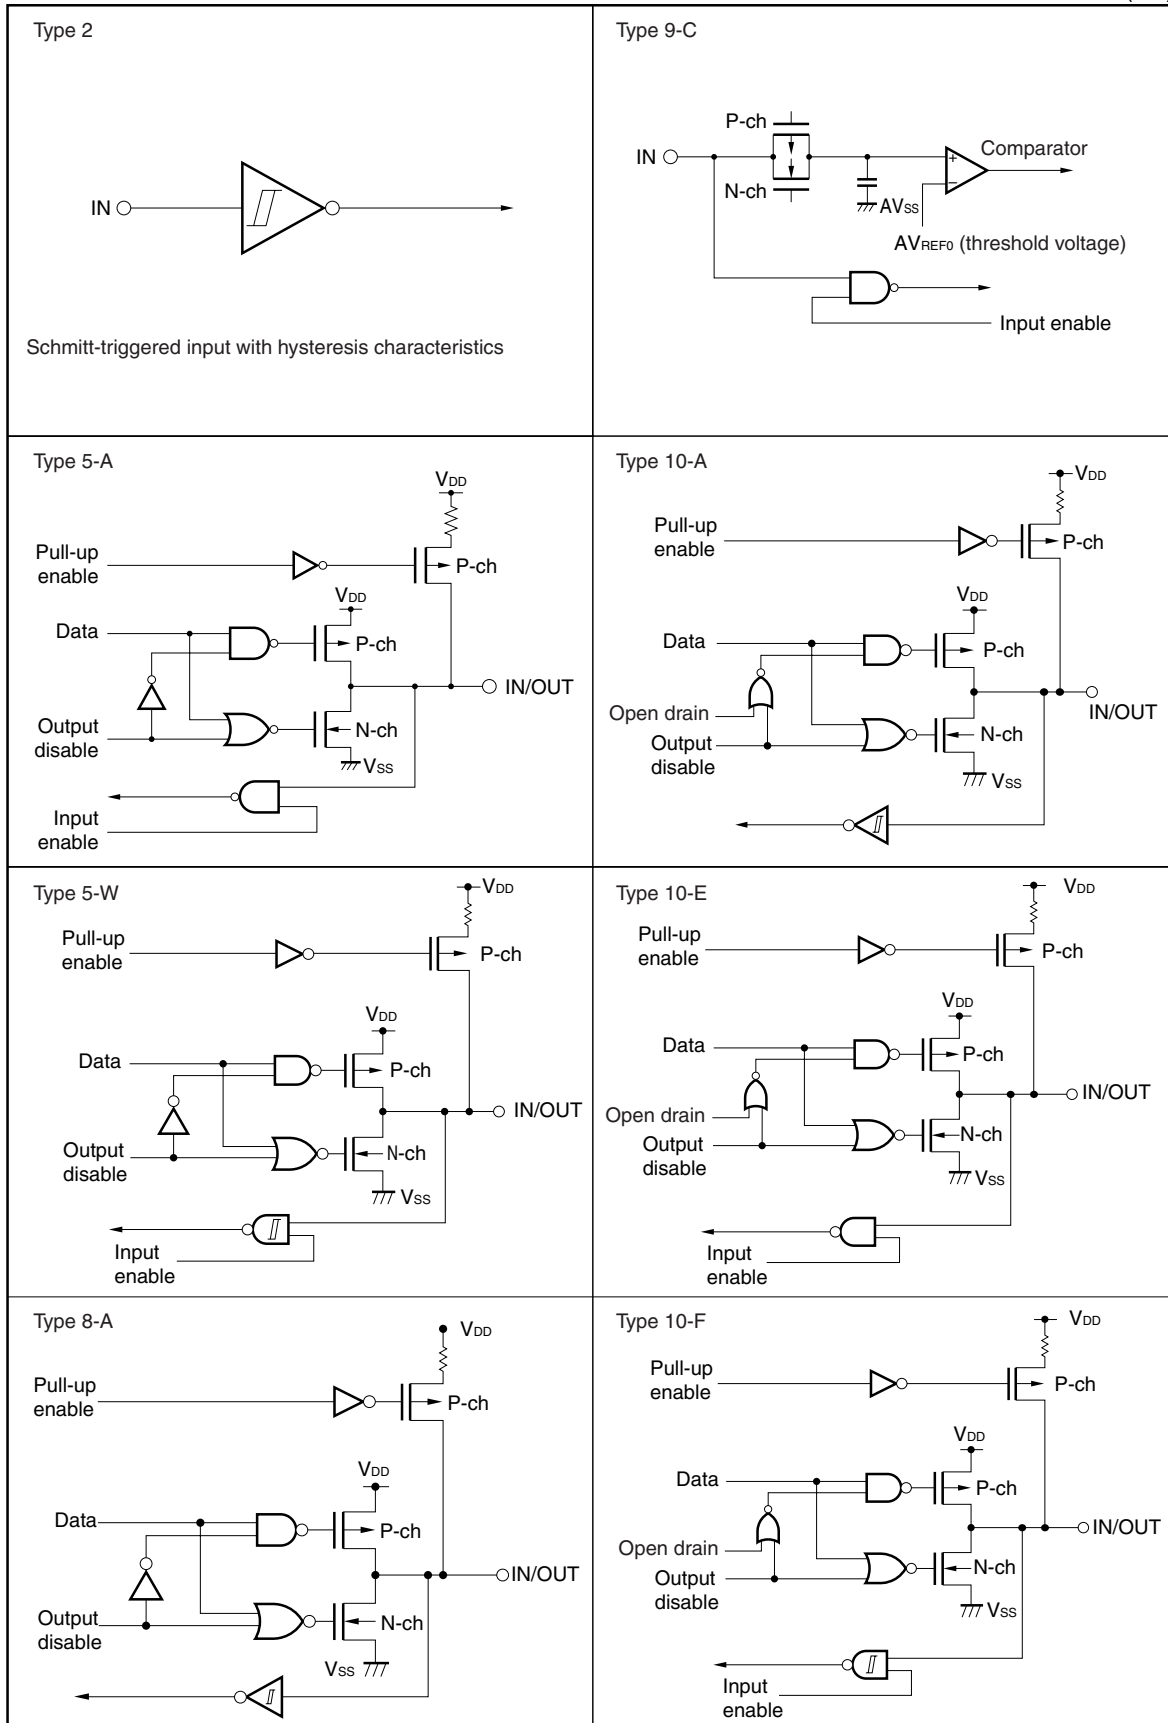 Type 2
IN
Schmitt-triggered input with hysteresis characteristics
Type 9-C
P-ch
IN
N-ch
Comparator
+
−
AVSS
AVREF0 (threshold voltage)
Input enable
Type 5-A
VDD
Pull-up
enable
P-ch
VDD
Data
P-ch
IN/OUT
Output
disable
N-ch
VSS
Input
enable
Type 10-A
VDD
Pull-up
enable
P-ch
VDD
Data
P-ch
IN/OUT
Open drain
Output
disable
N-ch
VSS
Type 5-W
VDD
Pull-up
enable
P-ch
VDD
Data
P-ch
IN/OUT
Output
disable
N-ch
VSS
Input
enable
Type 10-E
VDD
Pull-up
enable
P-ch
VDD
Data
P-ch
IN/OUT
Open drain
Output
disable
N-ch
VSS
Input
enable
Type 8-A
VDD
Pull-up
enable
P-ch
VDD
Data
P-ch
IN/OUT
Output
disable
N-ch
VSS
Type 10-F
VDD
Pull-up
enable
P-ch
VDD
Data
P-ch
IN/OUT
Open drain
Output
disable
N-ch
VSS
Input
enable